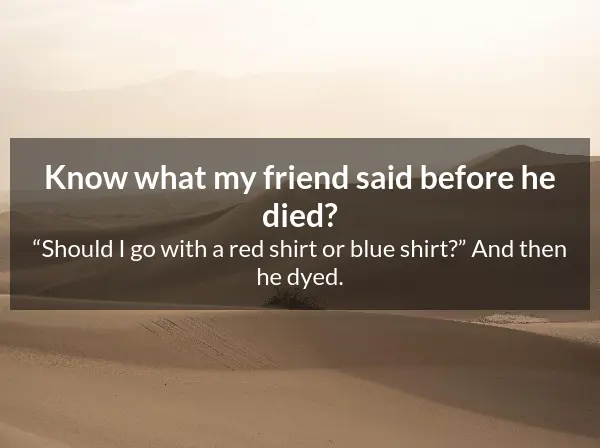 Know what my friend said before he
died?
“Should I go with a red shirt or blue shirt?” And then
he dyed.